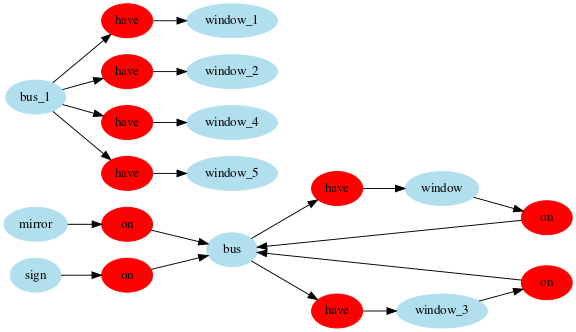 have window_1
have window_2
bus_1
have window_4
have window_5
have window
mirror on on
bus
sign on on
have window_3